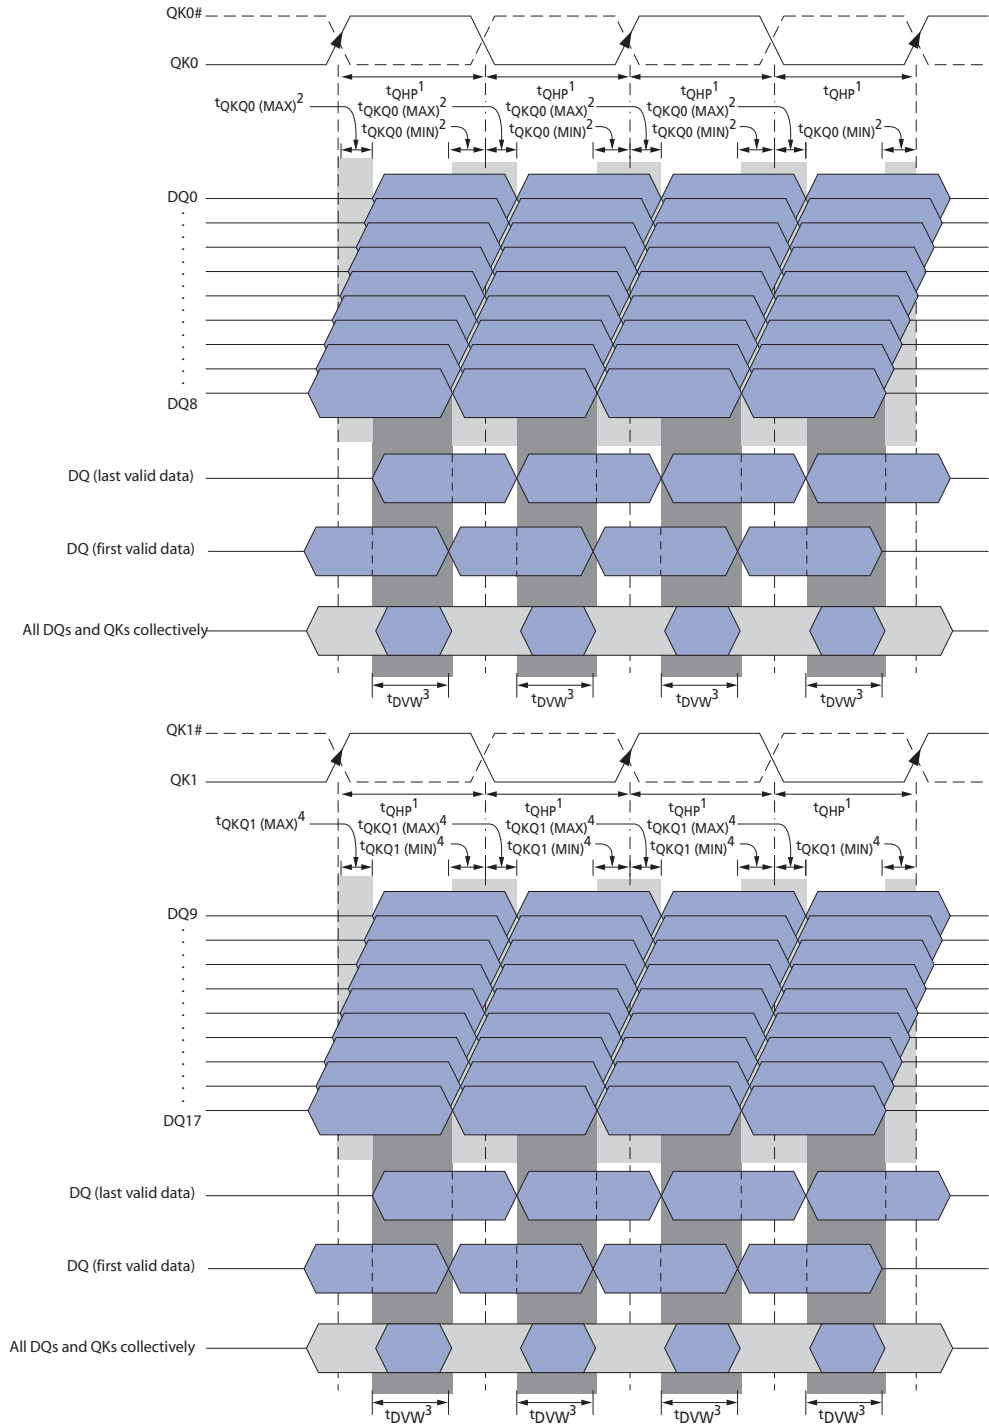 QK0#
QK0
tQHP1 tQHP1 tQHP1 tQHP1
tQKQ0 (MAX)2 tQKQ0 (MAX)2 tQKQ0 (MAX)2 tQKQ0 (MAX)2
tQKQ0 (MIN)2 tQKQ0 (MIN)2 tQKQ0 (MIN)2 tQKQ0 (MIN)2
DQ0
DQ8
DQ (last valid data)
DQ (first valid data)
All DQs and QKs collectively
tDVW3 tDVW3 tDVW3 tDVW3
QK1#
QK1
tQHP1 tQHP1 tQHP1 tQHP1
tQKQ1 (MAX)4 tQKQ1 (MAX)4 tQKQ1 (MAX)4 tQKQ1 (MAX)4
tQKQ1 (MIN)4 tQKQ1 (MIN)4 tQKQ1 (MIN)4 tQKQ1 (MIN)4
DQ9
DQ17
DQ (last valid data)
DQ (first valid data)
All DQs and QKs collectively
tDVW3 tDVW3 tDVW3 tDVW3